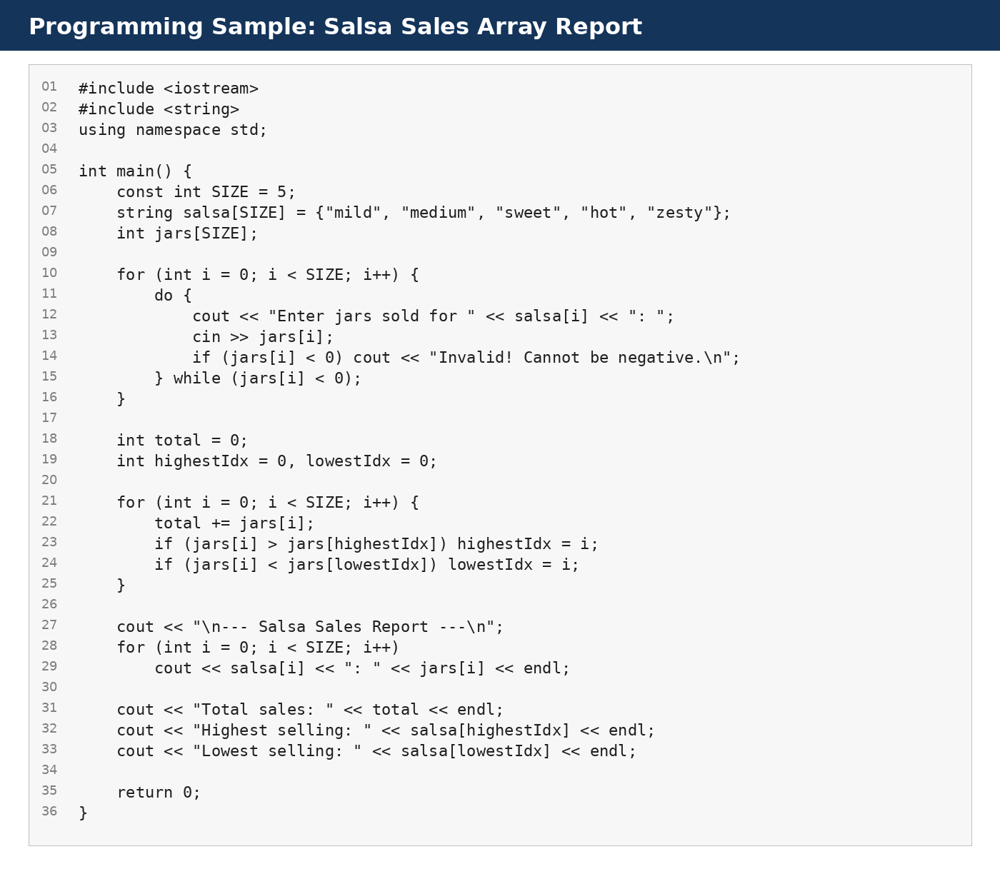 Programming Sample: Salsa Sales Array Report
01 #include <iostream>
02 #include <string>
03 using namespace std;
04
05 int main() {
06     const int SIZE = 5;
07     string salsa[SIZE] = {"mild", "medium", "sweet", "hot", "zesty"};
08     int jars[SIZE];
09
10     for (int i = 0; i < SIZE; i++) {
11         do {
12             cout << "Enter jars sold for " << salsa[i] << ": ";
13             cin >> jars[i];
14             if (jars[i] < 0) cout << "Invalid! Cannot be negative.\n";
15         } while (jars[i] < 0);
16     }
17
18     int total = 0;
19     int highestIdx = 0, lowestIdx = 0;
20
21     for (int i = 0; i < SIZE; i++) {
22         total += jars[i];
23         if (jars[i] > jars[highestIdx]) highestIdx = i;
24         if (jars[i] < jars[lowestIdx]) lowestIdx = i;
25     }
26
27     cout << "\n--- Salsa Sales Report ---\n";
28     for (int i = 0; i < SIZE; i++)
29         cout << salsa[i] << ": " << jars[i] << endl;
30
31     cout << "Total sales: " << total << endl;
32     cout << "Highest selling: " << salsa[highestIdx] << endl;
33     cout << "Lowest selling: " << salsa[lowestIdx] << endl;
34
35     return 0;
36 }